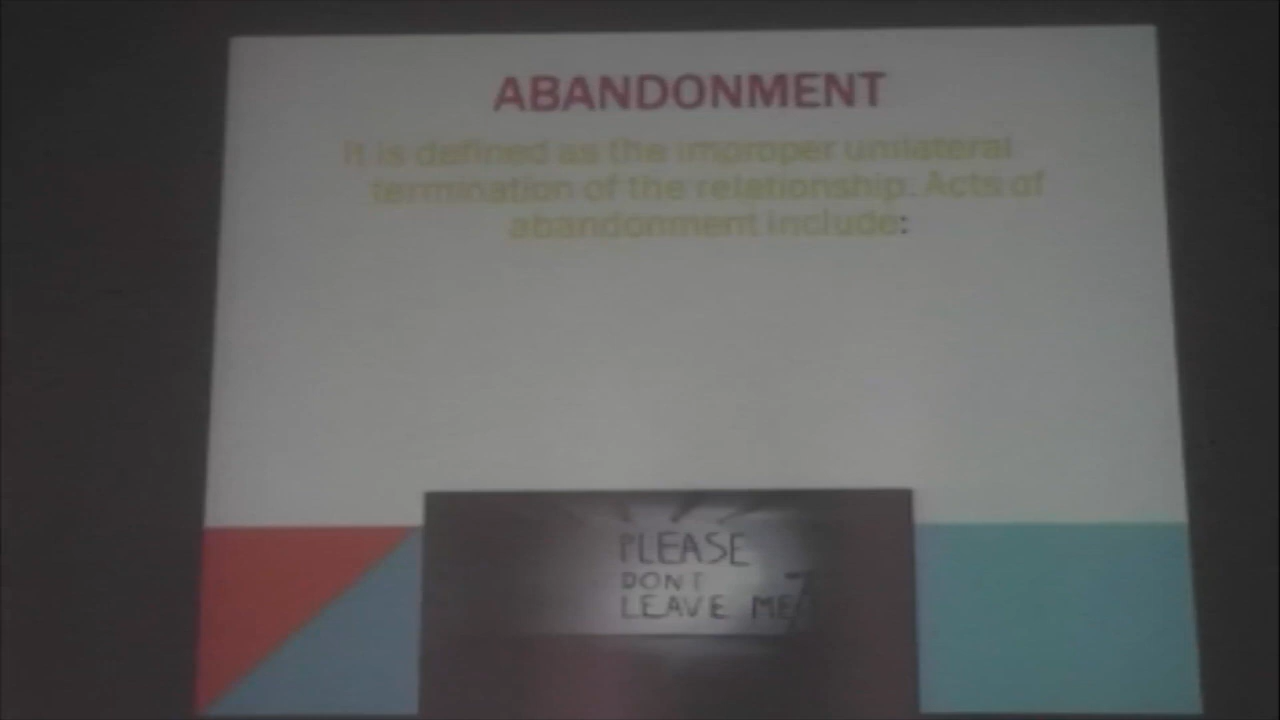 ABANDONMENT
It is defined as the improper unilateral
termination of the relationship. Acts of
abandonment include:
PLEASE
DONT
LEAVE ME